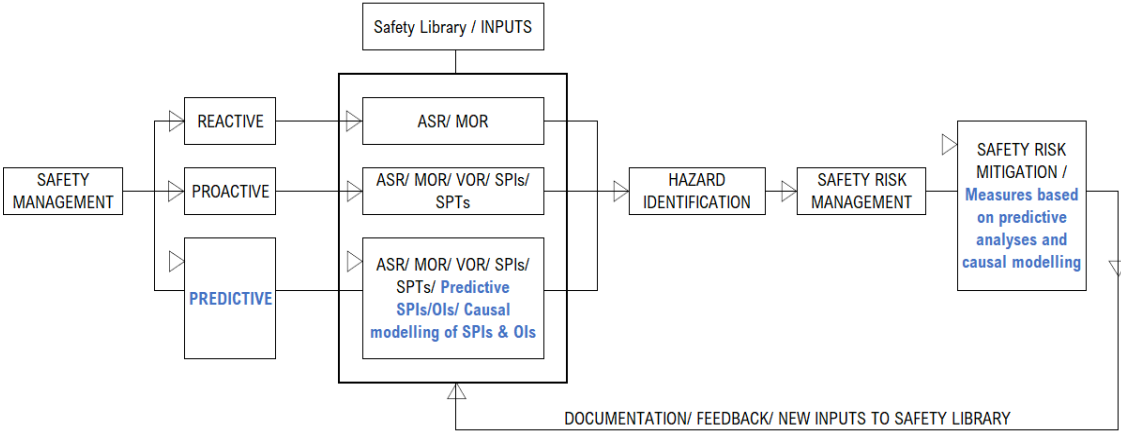 Safety Library / INPUTS
REACTIVE
ASR/ MOR
SAFETY
MANAGEMENT
PROACTIVE
ASR/ MOR/ VOR/ SPIs/
SPTs
HAZARD
IDENTIFICATION
SAFETY RISK
MANAGEMENT
SAFETY RISK
MITIGATION /
Measures based
on predictive
analyses and
causal modelling
PREDICTIVE
ASR/ MOR/ VOR/ SPIs/
SPTs/ Predictive
SPIs/OIs/ Causal
modelling of SPIs & OIs
DOCUMENTATION/ FEEDBACK/ NEW INPUTS TO SAFETY LIBRARY